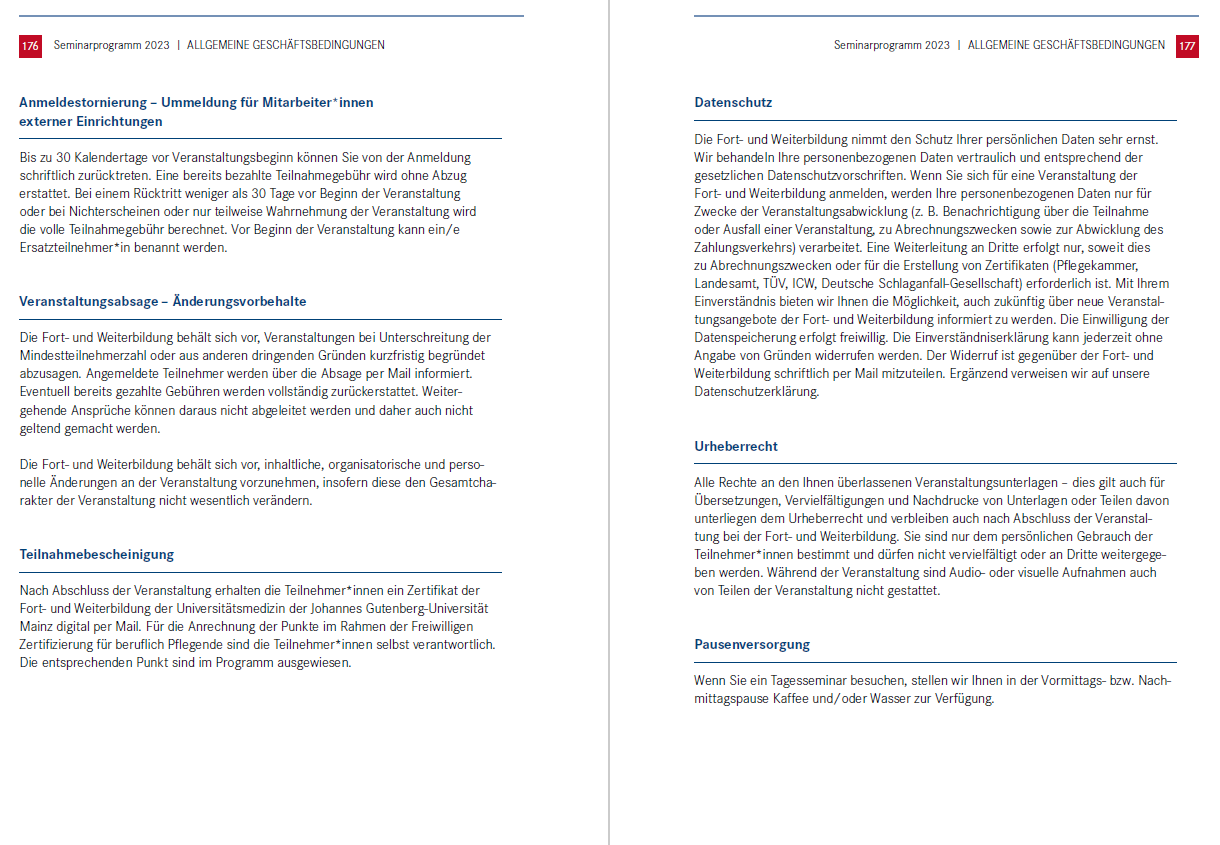 176 Seminarprogramm 2023 | ALLGEMEINE GESCHÄFTSBEDINGUNGEN
Anmeldestornierung – Ummeldung für Mitarbeiter*innen
externer Einrichtungen
Bis zu 30 Kalendertage vor Veranstaltungsbeginn können Sie von der Anmeldung
schriftlich zurücktreten. Eine bereits bezahlte Teilnahmegebühr wird ohne Abzug
erstattet. Bei einem Rücktritt weniger als 30 Tage vor Beginn der Veranstaltung
oder bei Nichterscheinen oder nur teilweise Wahrnehmung der Veranstaltung wird
die volle Teilnahmegebühr berechnet. Vor Beginn der Veranstaltung kann ein/e
Ersatzteilnehmer*in benannt werden.
Veranstaltungsabsage – Änderungsvorbehalte
Die Fort- und Weiterbildung behält sich vor, Veranstaltungen bei Unterschreitung der
Mindestteilnehmerzahl oder aus anderen dringenden Gründen kurzfristig begründet
abzusagen. Angemeldete Teilnehmer werden über die Absage per Mail informiert.
Eventuell bereits gezahlte Gebühren werden vollständig zurückerstattet. Weiter-
gehende Ansprüche können daraus nicht abgeleitet werden und daher auch nicht
geltend gemacht werden.
Die Fort- und Weiterbildung behält sich vor, inhaltliche, organisatorische und perso-
nelle Änderungen an der Veranstaltung vorzunehmen, insofern diese den Gesamtcha-
rakter der Veranstaltung nicht wesentlich verändern.
Teilnahmebescheinigung
Nach Abschluss der Veranstaltung erhalten die Teilnehmer*innen ein Zertifikat der
Fort- und Weiterbildung der Universitätsmedizin der Johannes Gutenberg-Universität
Mainz digital per Mail. Für die Anrechnung der Punkte im Rahmen der Freiwilligen
Zertifizierung für beruflich Pflegende sind die Teilnehmer*innen selbst verantwortlich.
Die entsprechenden Punkt sind im Programm ausgewiesen.
Seminarprogramm 2023 | ALLGEMEINE GESCHÄFTSBEDINGUNGEN 177
Datenschutz
Die Fort- und Weiterbildung nimmt den Schutz Ihrer persönlichen Daten sehr ernst.
Wir behandeln Ihre personenbezogenen Daten vertraulich und entsprechend der
gesetzlichen Datenschutzvorschriften. Wenn Sie sich für eine Veranstaltung der
Fort- und Weiterbildung anmelden, werden Ihre personenbezogenen Daten nur für
Zwecke der Veranstaltungsabwicklung (z. B. Benachrichtigung über die Teilnahme
oder Ausfall einer Veranstaltung, zu Abrechnungszwecken sowie zur Abwicklung des
Zahlungsverkehrs) verarbeitet. Eine Weiterleitung an Dritte erfolgt nur, soweit dies
zu Abrechnungszwecken oder für die Erstellung von Zertifikaten (Pflegekammer,
Landesamt, TÜV, ICW, Deutsche Schlaganfall-Gesellschaft) erforderlich ist. Mit Ihrem
Einverständnis bieten wir Ihnen die Möglichkeit, auch zukünftig über neue Veranstal-
tungsangebote der Fort- und Weiterbildung informiert zu werden. Die Einwilligung der
Datenspeicherung erfolgt freiwillig. Die Einverständniserklärung kann jederzeit ohne
Angabe von Gründen widerrufen werden. Der Widerruf ist gegenüber der Fort- und
Weiterbildung schriftlich per Mail mitzuteilen. Ergänzend verweisen wir auf unsere
Datenschutzerklärung.
Urheberrecht
Alle Rechte an den Ihnen überlassenen Veranstaltungsunterlagen – dies gilt auch für
Übersetzungen, Vervielfältigungen und Nachdrucke von Unterlagen oder Teilen davon
unterliegen dem Urheberrecht und verbleiben auch nach Abschluss der Veranstal-
tung bei der Fort- und Weiterbildung. Sie sind nur dem persönlichen Gebrauch der
Teilnehmer*innen bestimmt und dürfen nicht vervielfältigt oder an Dritte weitergege-
ben werden. Während der Veranstaltung sind Audio- oder visuelle Aufnahmen auch
von Teilen der Veranstaltung nicht gestattet.
Pausenversorgung
Wenn Sie ein Tagesseminar besuchen, stellen wir Ihnen in der Vormittags- bzw. Nach-
mittagspause Kaffee und/oder Wasser zur Verfügung.